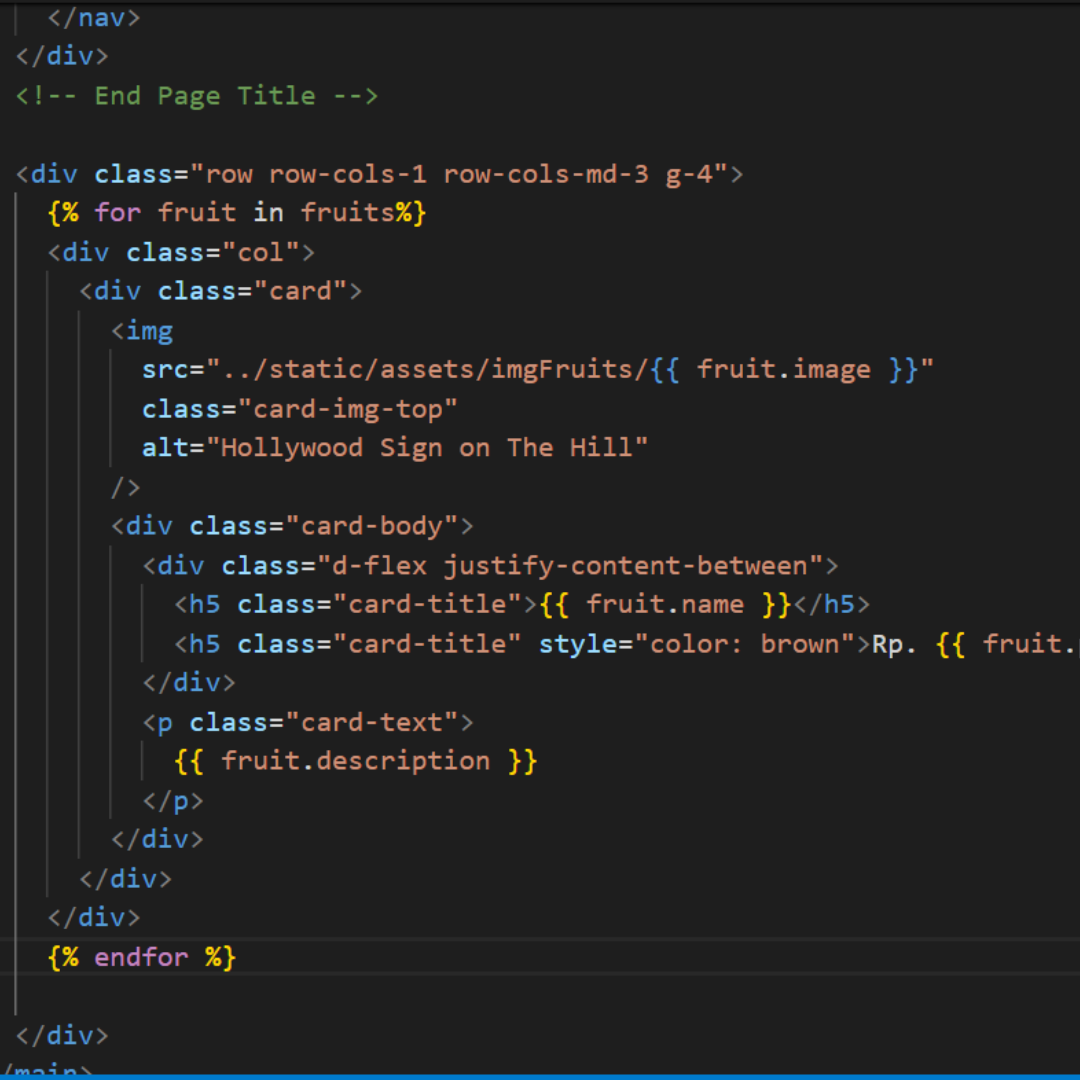 </nav>
</div>
<!-- End Page Title -->
<div class="row row-cols-1 row-cols-md-3 g-4">
{% for fruit in fruits%}
<div class="col">
<div class="card">
<img
src="../static/assets/imgFruits/{{ fruit.image }}"
class="card-img-top"
alt="Hollywood Sign on The Hill"
/>
<div class="card-body">
<div class="d-flex justify-content-between">
<h5 class="card-title">{{ fruit.name }}</h5>
<h5 class="card-title" style="color: brown">Rp. {{ fruit.
</div>
<p class="card-text">
{{ fruit.description }}
</p>
</div>
</div>
</div>
{% endfor %}
</div>
/main>